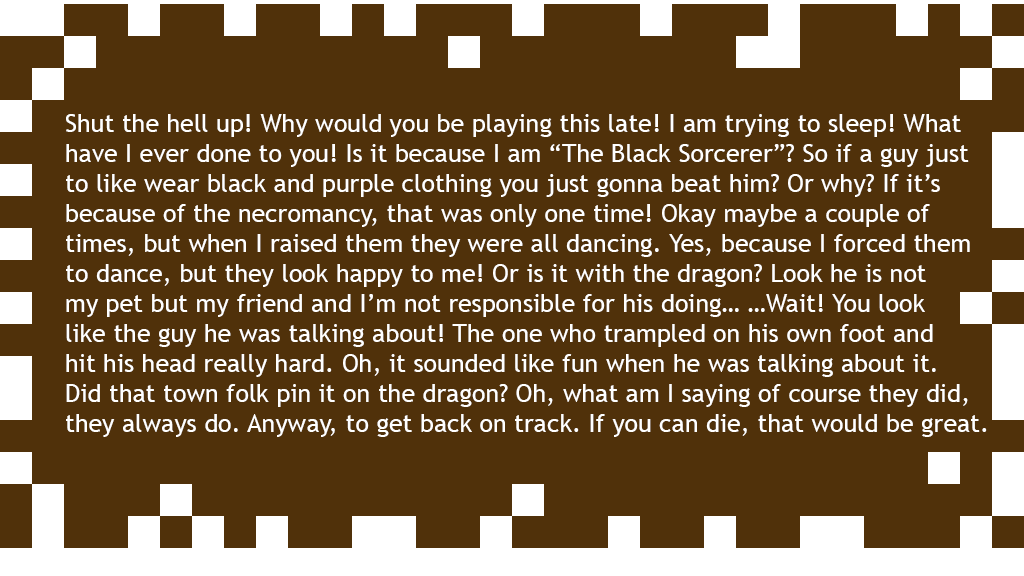 Shut the hell up! Why would you be playing this late! I am trying to sleep! What
have I ever done to you! Is it because I am “The Black Sorcerer”? So if a guy just
to like wear black and purple clothing you just gonna beat him? Or why? If it’s
because of the necromancy, that was only one time! Okay maybe a couple of
times, but when I raised them they were all dancing. Yes, because I forced them
to dance, but they look happy to me! Or is it with the dragon? Look he is not
my pet but my friend and I’m not responsible for his doing… …Wait! You look
like the guy he was talking about! The one who trampled on his own foot and
hit his head really hard. Oh, it sounded like fun when he was talking about it.
Did that town folk pin it on the dragon? Oh, what am I saying of course they did,
they always do. Anyway, to get back on track. If you can die, that would be great.